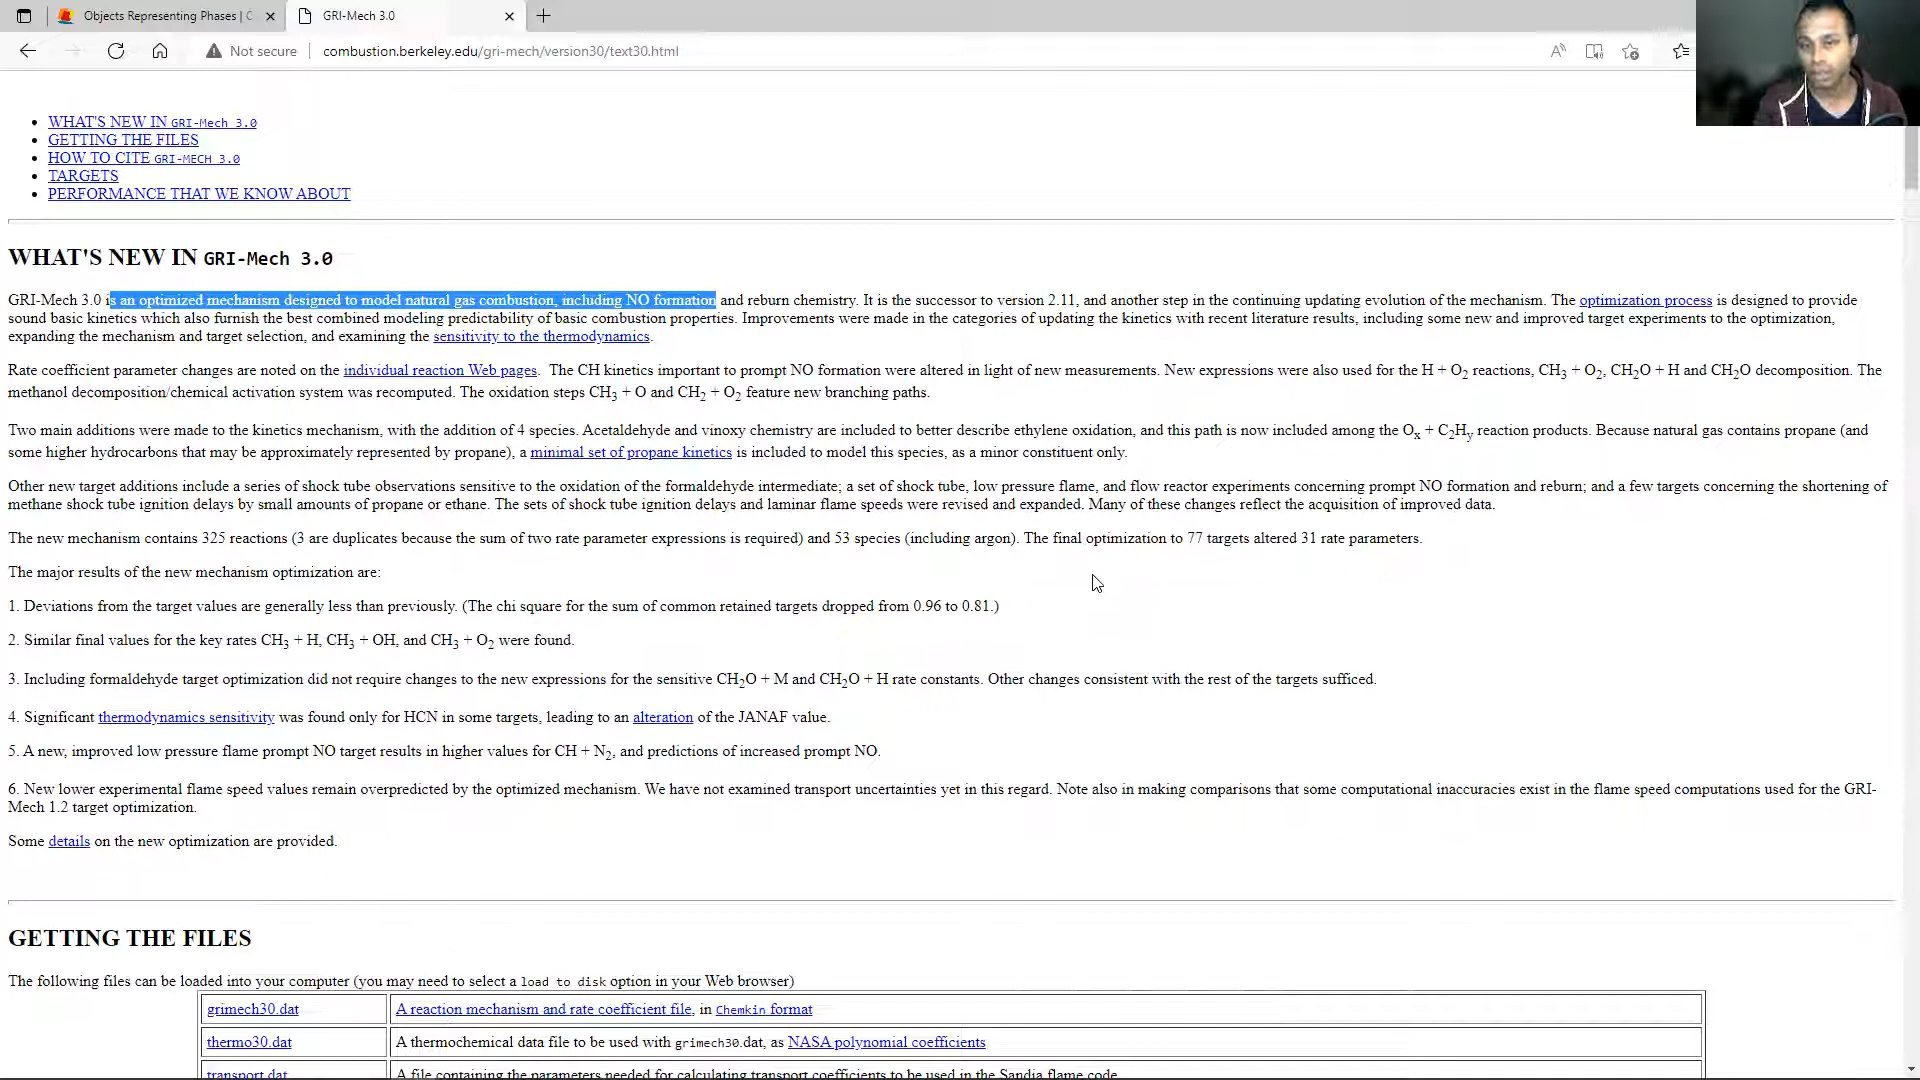 Objects Representing Phases | C
GRI-Mech 3.0
Not secure
combustion.berkeley.edu/gri-mech/version30/text30.html
WHAT'S NEW IN GRI-Mech 3.0
GETTING THE FILES
HOW TO CITE GRI-MECH 3.0
TARGETS
PERFORMANCE THAT WE KNOW ABOUT
WHAT'S NEW IN GRI-Mech 3.0
GRI-Mech 3.0 is an optimized mechanism designed to model natural gas combustion, including NO formation and reburn chemistry. It is the successor to version 2.11, and another step in the continuing updating evolution of the mechanism. The optimization process is designed to provide
sound basic kinetics which also furnish the best combined modeling predictability of basic combustion properties. Improvements were made in the categories of updating the kinetics with recent literature results, including some new and improved target experiments to the optimization,
expanding the mechanism and target selection, and examining the sensitivity to the thermodynamics.
Rate coefficient parameter changes are noted on the individual reaction Web pages. The CH kinetics important to prompt NO formation were altered in light of new measurements. New expressions were also used for the H + O2 reactions, CH3 + O2, CH2O + H and CH2O decomposition. The
methanol decomposition/chemical activation system was recomputed. The oxidation steps CH3 + O and CH2 + O2 feature new branching paths.
Two main additions were made to the kinetics mechanism, with the addition of 4 species. Acetaldehyde and vinoxy chemistry are included to better describe ethylene oxidation, and this path is now included among the Ox + C2Hy reaction products. Because natural gas contains propane (and
some higher hydrocarbons that may be approximately represented by propane), a minimal set of propane kinetics is included to model this species, as a minor constituent only.
Other new target additions include a series of shock tube observations sensitive to the oxidation of the formaldehyde intermediate; a set of shock tube, low pressure flame, and flow reactor experiments concerning prompt NO formation and reburn; and a few targets concerning the shortening of
methane shock tube ignition delays by small amounts of propane or ethane. The sets of shock tube ignition delays and laminar flame speeds were revised and expanded. Many of these changes reflect the acquisition of improved data.
The new mechanism contains 325 reactions (3 are duplicates because the sum of two rate parameter expressions is required) and 53 species (including argon). The final optimization to 77 targets altered 31 rate parameters.
The major results of the new mechanism optimization are:
1. Deviations from the target values are generally less than previously. (The chi square for the sum of common retained targets dropped from 0.96 to 0.81.)
2. Similar final values for the key rates CH3 + H, CH3 + OH, and CH3 + O2 were found.
3. Including formaldehyde target optimization did not require changes to the new expressions for the sensitive CH2O + M and CH2O + H rate constants. Other changes consistent with the rest of the targets sufficed.
4. Significant thermodynamics sensitivity was found only for HCN in some targets, leading to an alteration of the JANAF value.
5. A new, improved low pressure flame prompt NO target results in higher values for CH + N2, and predictions of increased prompt NO.
6. New lower experimental flame speed values remain overpredicted by the optimized mechanism. We have not examined transport uncertainties yet in this regard. Note also in making comparisons that some computational inaccuracies exist in the flame speed computations used for the GRI-
Mech 1.2 target optimization.
Some details on the new optimization are provided.
GETTING THE FILES
The following files can be loaded into your computer (you may need to select a load to disk option in your Web browser)
grimech30.dat A reaction mechanism and rate coefficient file, in Chemkin format
thermo30.dat A thermochemical data file to be used with grimech30.dat, as NASA polynomial coefficients
transport.dat A file containing the parameters needed for calculating transport coefficients to be used in the Sandia flame code